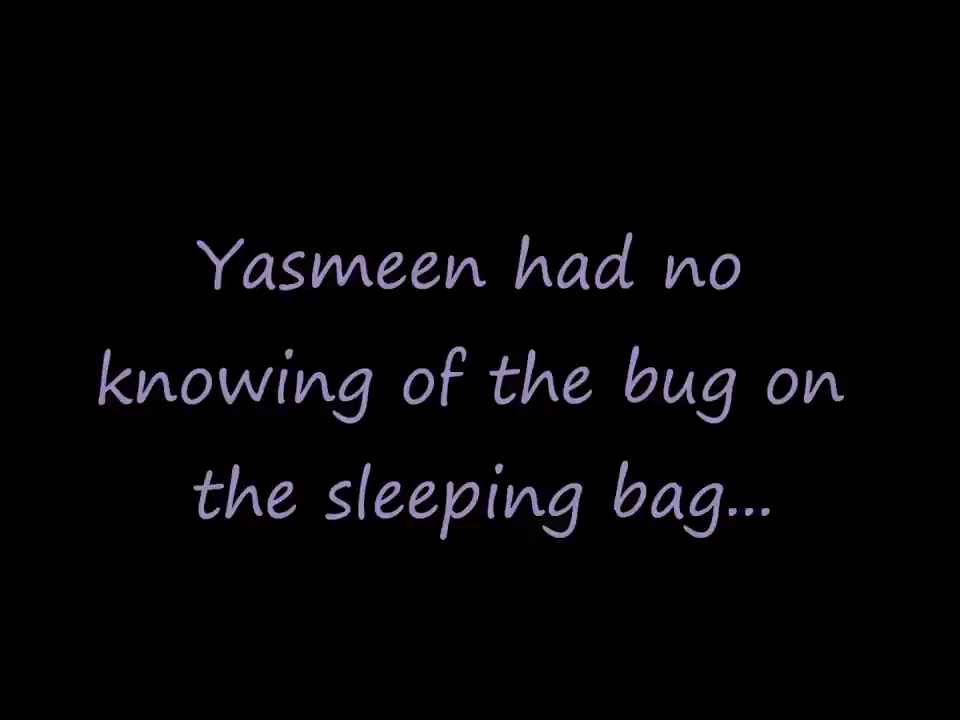 Yasmeen had no
knowing of the bug on
the sleeping bag...